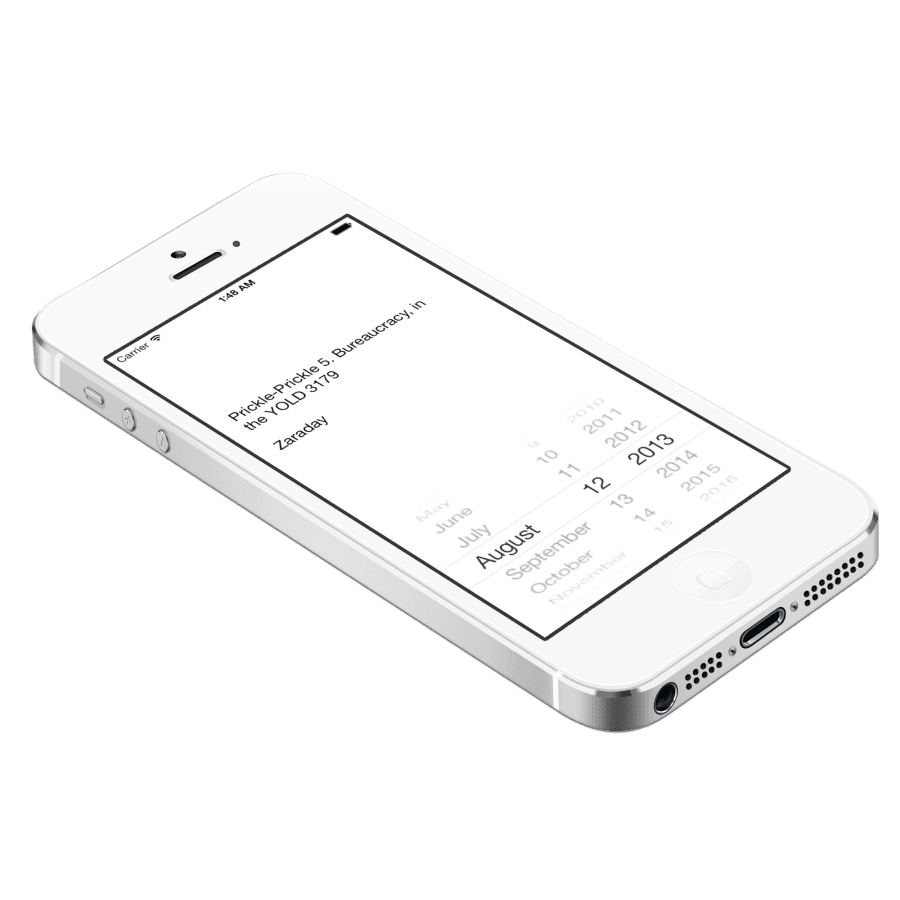 Carrier 1:48 AM
Prickle-Prickle 5. Bureaucracy, in
the YOLD 3179
Zaraday
May 9 2010
June 10 2011
July 11 2012
August 12 2013
September 13 2014
October 14 2015
November 15 2016